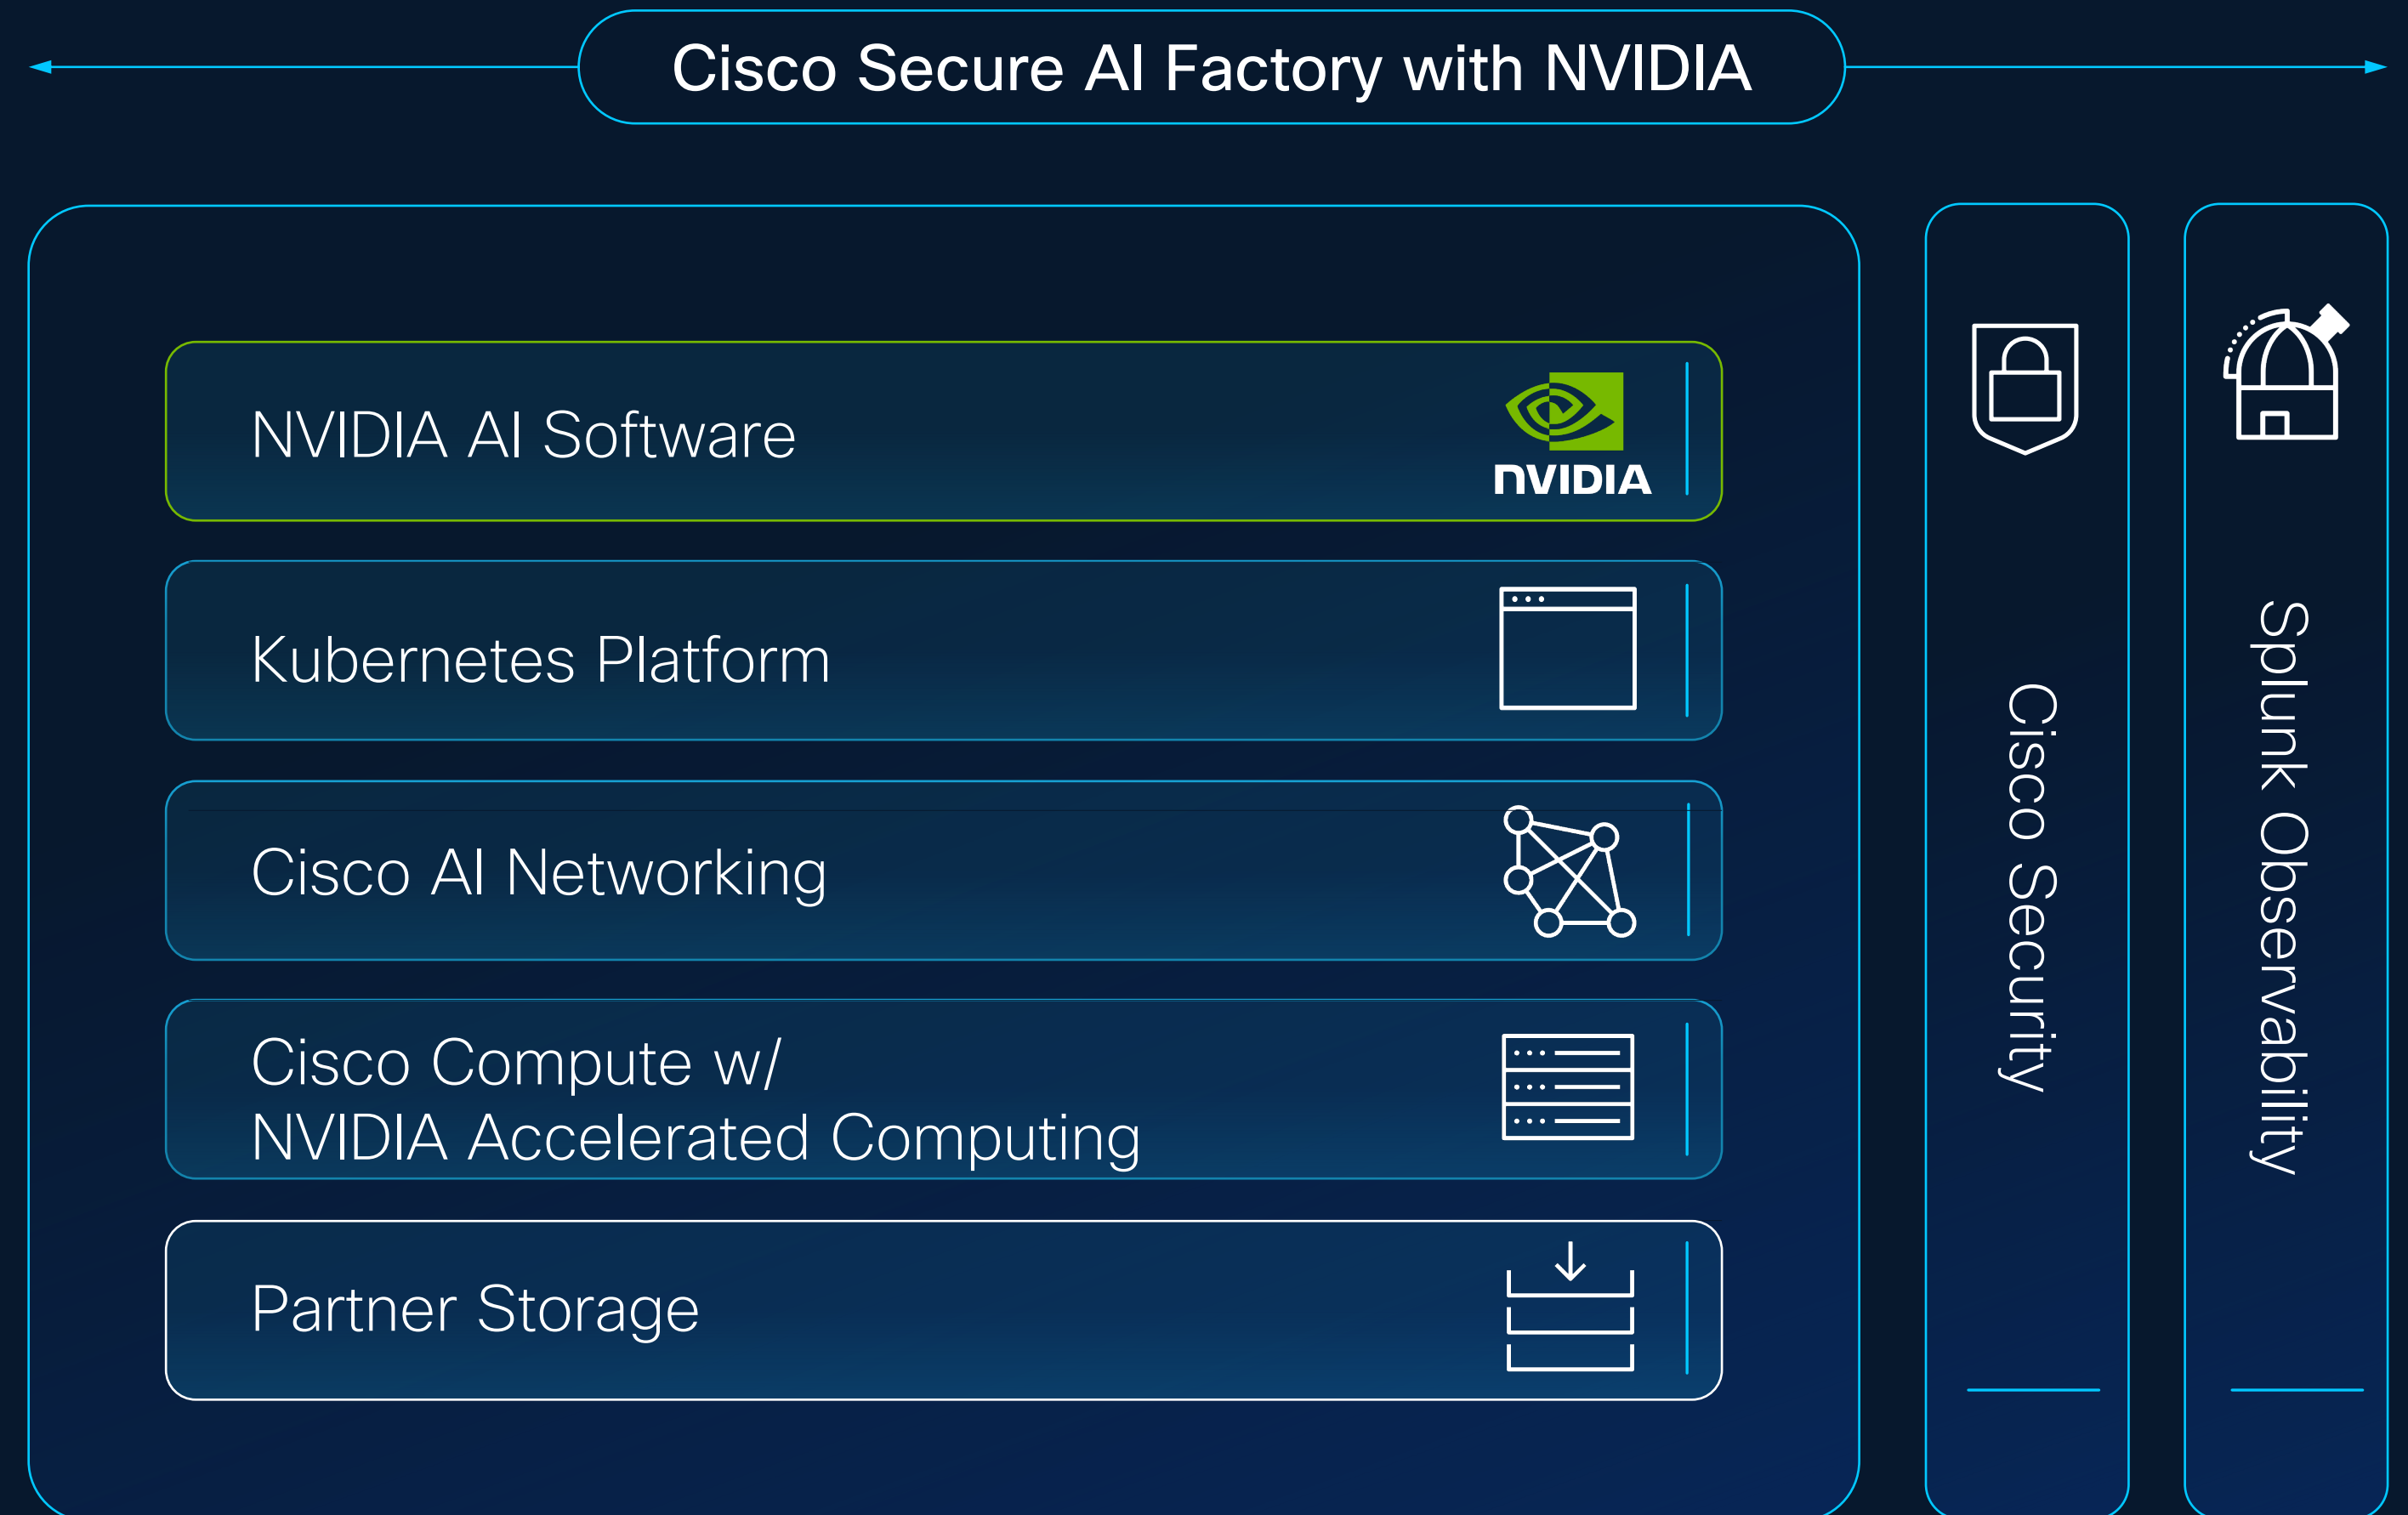 Cisco Secure AI Factory with NVIDIA
NVIDIA AI Software
NVIDIA
Kubernetes Platform
Cisco AI Networking
Cisco Compute w/
NVIDIA Accelerated Computing
Partner Storage
Cisco Security
Splunk Observability